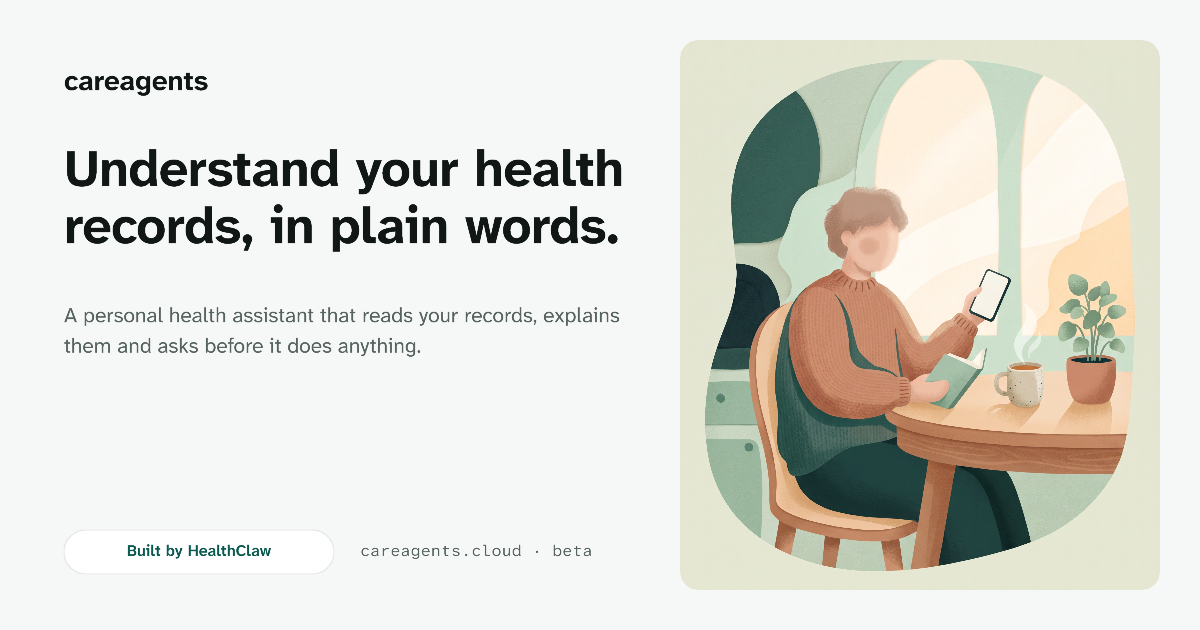 careagents
Understand your health
records, in plain words.
A personal health assistant that reads your records, explains
them and asks before it does anything.
Built by HealthClaw
careagents.cloud · beta